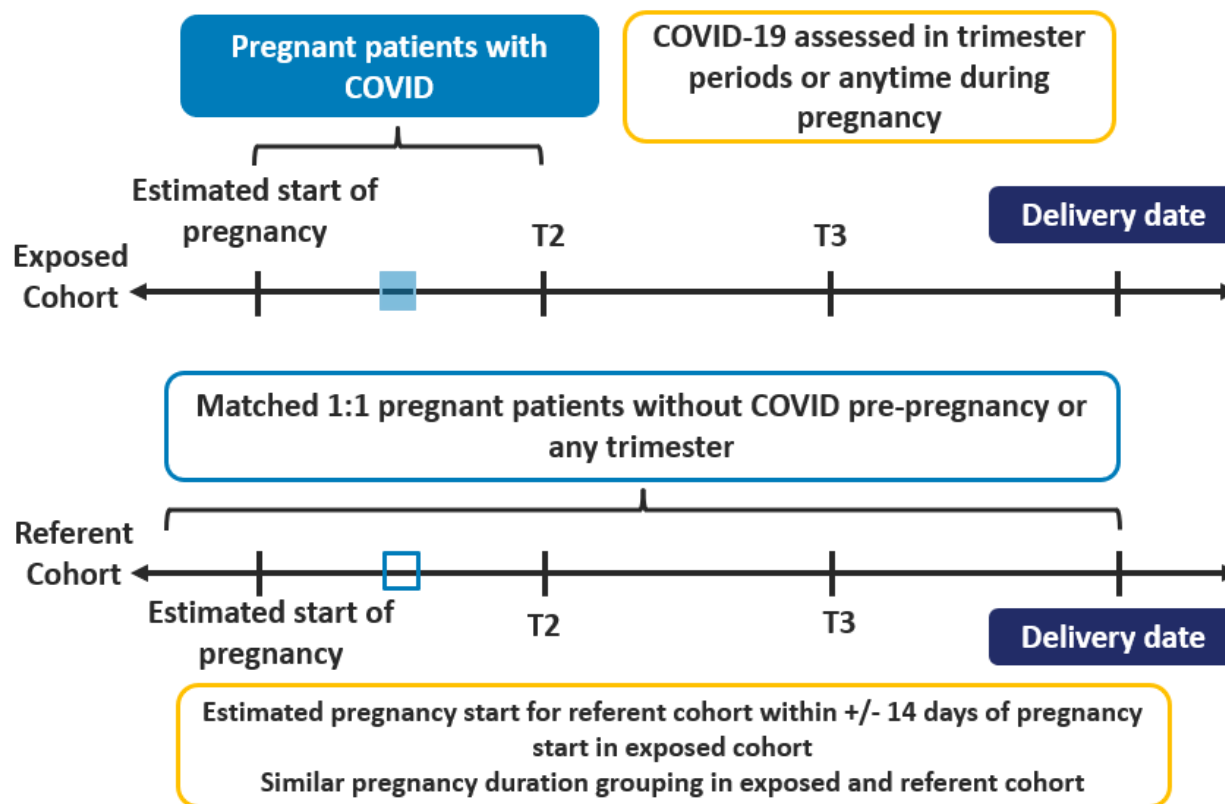 Pregnant patients with
COVID
COVID-19 assessed in trimester
periods or anytime during
pregnancy
Estimated start of
pregnancy
T2
T3
Delivery date
Exposed
Cohort
Matched 1:1 pregnant patients without COVID pre-pregnancy or
any trimester
Referent
Cohort
Estimated start of
pregnancy
T2
T3
Delivery date
Estimated pregnancy start for referent cohort within +/- 14 days of pregnancy
start in exposed cohort
Similar pregnancy duration grouping in exposed and referent cohort